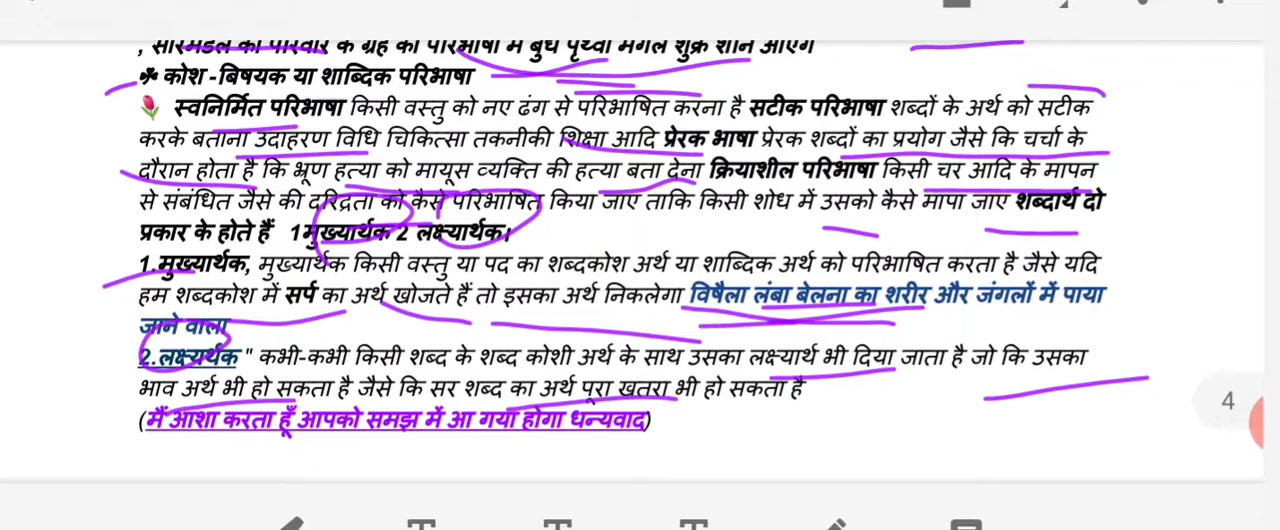 , सौरमंडल का परिवार के ग्रह की परिभाषा में बुध पृथ्वी मंगल शुक्र शनि आएंगे
* कोश -बिषयक या शाब्दिक परिभाषा
🌷 स्वनिर्मित परिभाषा किसी वस्तु को नए ढंग से परिभाषित करना है सटीक परिभाषा शब्दों के अर्थ को सटीक
करके बताना उदाहरण विधि चिकित्सा तकनीकी शिक्षा आदि प्रेरक भाषा प्रेरक शब्दों का प्रयोग जैसे कि चर्चा के
दौरान होता है कि भ्रूण हत्या को मायूस व्यक्ति की हत्या बता देना क्रियाशील परिभाषा किसी चर आदि के मापन
से संबंधित जैसे की दरिद्रता को कैसे परिभाषित किया जाए ताकि किसी शोध में उसको कैसे मापा जाए शब्दार्थ दो
प्रकार के होते हैं 1मुख्यार्थक 2 लक्ष्यार्थक।
1.मुख्यार्थक, मुख्यार्थक किसी वस्तु या पद का शब्दकोश अर्थ या शाब्दिक अर्थ को परिभाषित करता है जैसे यदि
हम शब्दकोश में सर्प का अर्थ खोजते हैं तो इसका अर्थ निकलेगा विषैला लंबा बेलना का शरीर और जंगलों में पाया
जाने वाला
2.लक्ष्यर्थक " कभी-कभी किसी शब्द के शब्द कोशी अर्थ के साथ उसका लक्ष्यार्थ भी दिया जाता है जो कि उसका
भाव अर्थ भी हो सकता है जैसे कि सर शब्द का अर्थ पूरा खतरा भी हो सकता है
(मैं आशा करता हूँ आपको समझ में आ गया होगा धन्यवाद)
4